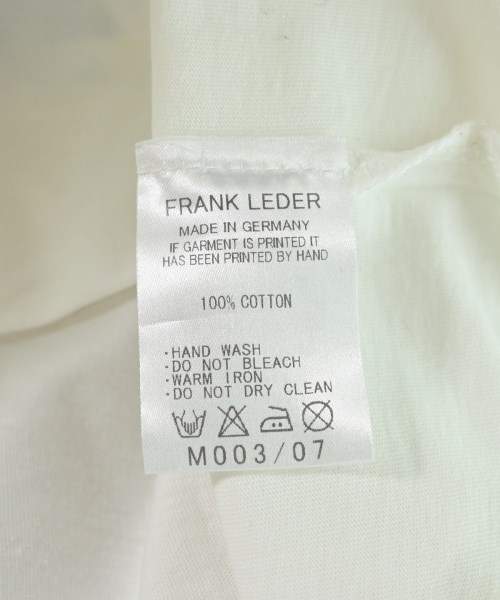 FRANK LEDER
MADE IN GERMANY
IF GARMENT IS PRINTED IT
HAS BEEN PRINTED BY HAND
100% COTTON
·HAND WASH
·DO NOT BLEACH
·WARM IRON
·DO NOT DRY CLEAN
M003/07